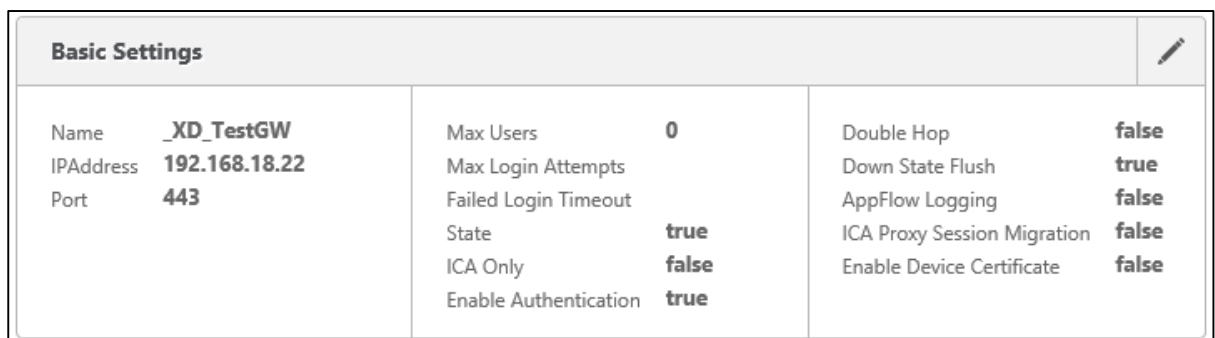 Basic Settings
Name _XD_TestGW
IPAddress 192.168.18.22
Port 443
Max Users 0
Max Login Attempts
Failed Login Timeout
State true
ICA Only false
Enable Authentication true
Double Hop false
Down State Flush true
AppFlow Logging false
ICA Proxy Session Migration false
Enable Device Certificate false